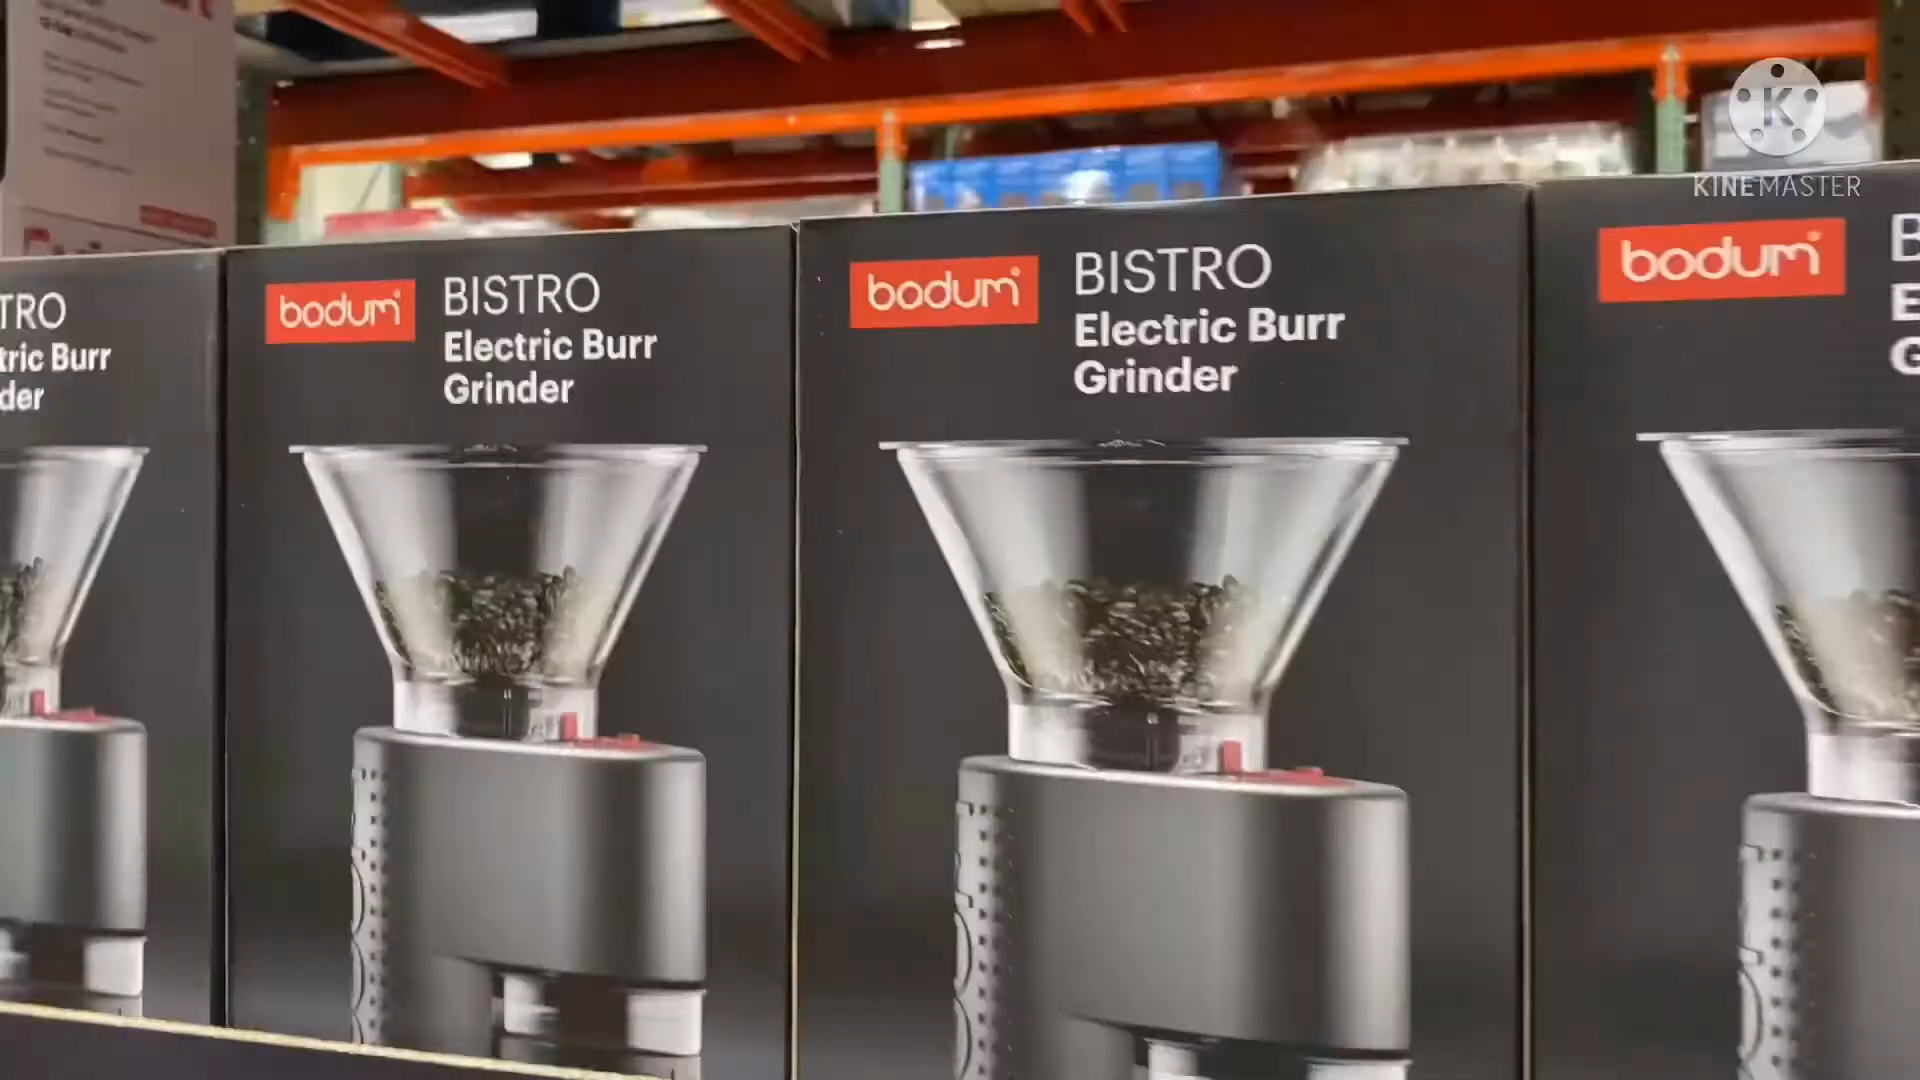 TRO
tric Burr
der
bodum
BISTRO
Electric Burr
Grinder
bodum
BISTRO
Electric Burr
Grinder
bodum
B
E
G
KINEMASTER